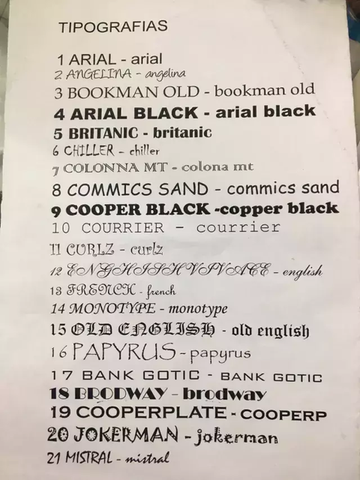 TIPOGRAFIAS
1 ARIAL - arial
2 ANGELINA - angelina
3 BOOKMAN OLD - bookman old
4 ARIAL BLACK - arial black
5 BRITANIC - britanic
6 CHILLER - chiller
7 COLONNA MT - colona mt
8 COMMICS SAND - commics sand
9 COOPER BLACK -copper black
10 COURRIER - courrier
11 CURLZ - curlz
12 - english
13 FRENCH - french
14 MONOTYPE - monotype
15 OLD ENGLISH - old english
16 PAPYRUS - papyrus
17 BANK GOTIC - BANK GOTIC
18 BRODWAY - brodway
19 COOPERPLATE - COOPERP
20 JOKERMAN - jokerman
21 MISTRAL - mistral